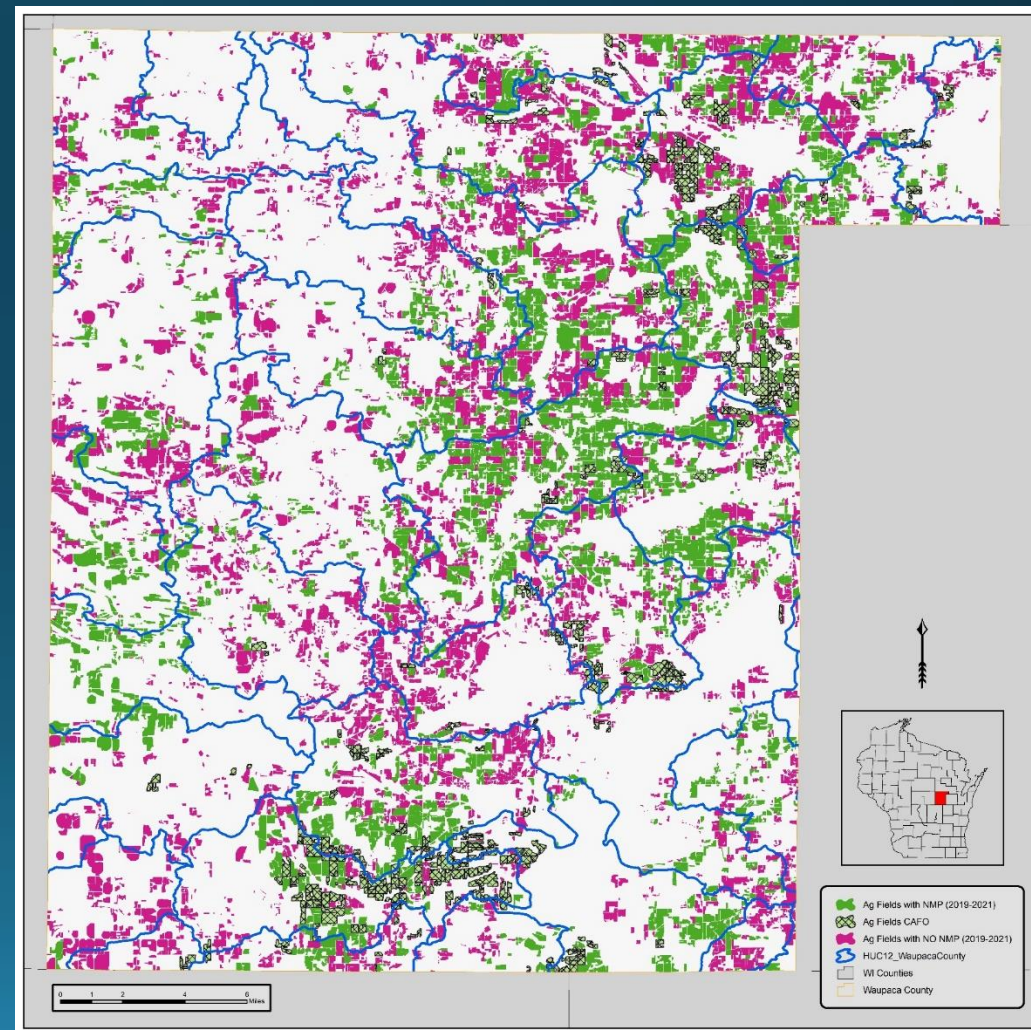 0 1 2 4 6
Miles
Ag Fields with NMP (2019-2021)
Ag Fields CAFO
Ag Fields with NO NMP (2019-2021)
HUC12_WaupacaCounty
WI Counties
Waupaca County